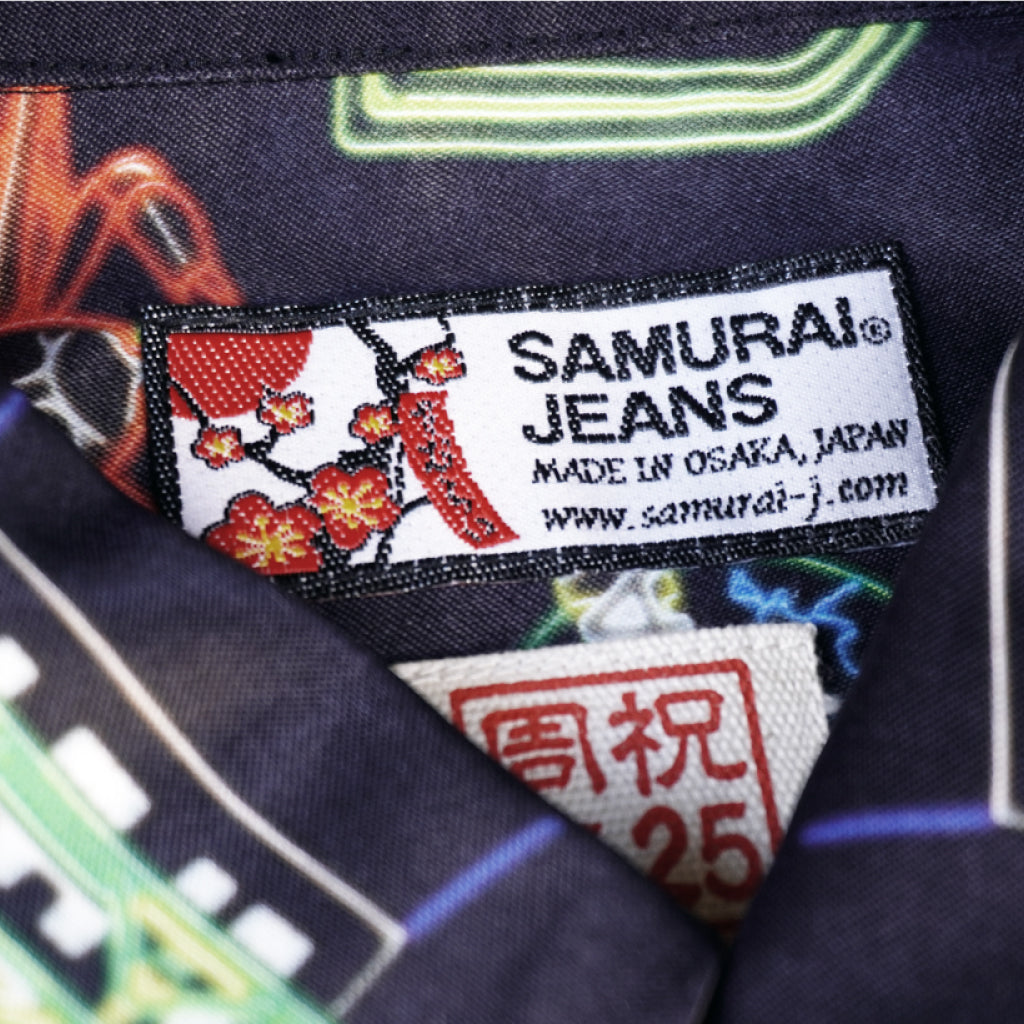 SAMURAI®
JEANS
MADE IN OSAKA, JAPAN
www.samurai-j.com
祝
周
25